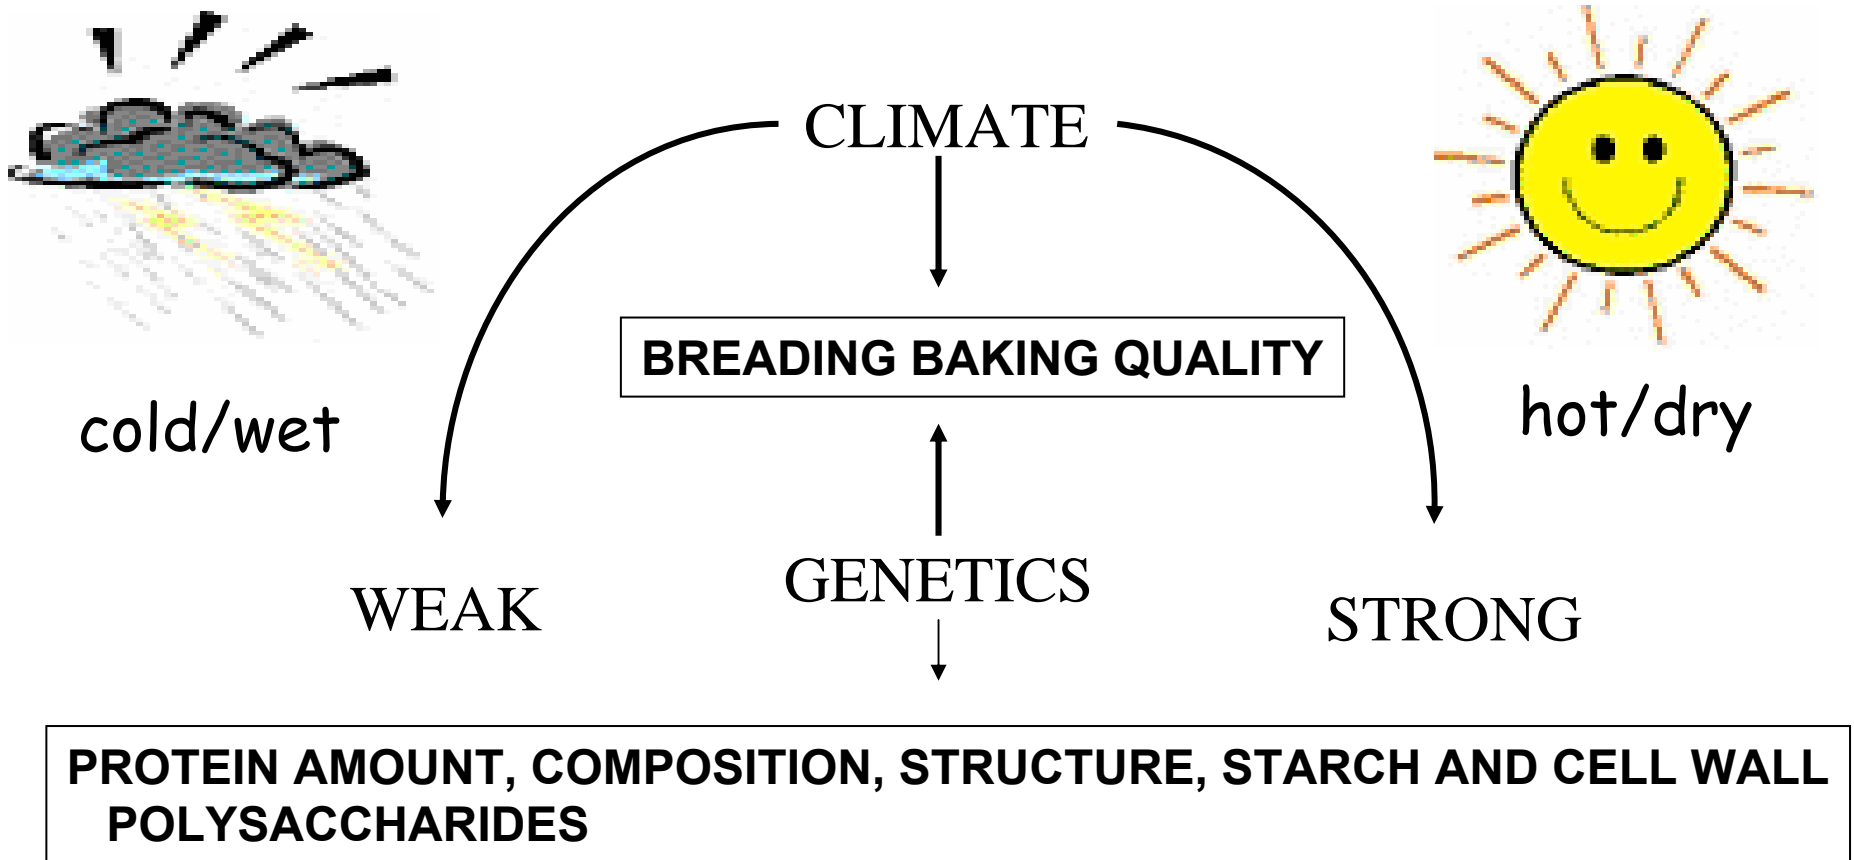 CLIMATE
BREADING BAKING QUALITY
cold/wet
hot/dry
GENETICS
WEAK
STRONG
PROTEIN AMOUNT, COMPOSITION, STRUCTURE, STARCH AND CELL WALL
POLYSACCHARIDES